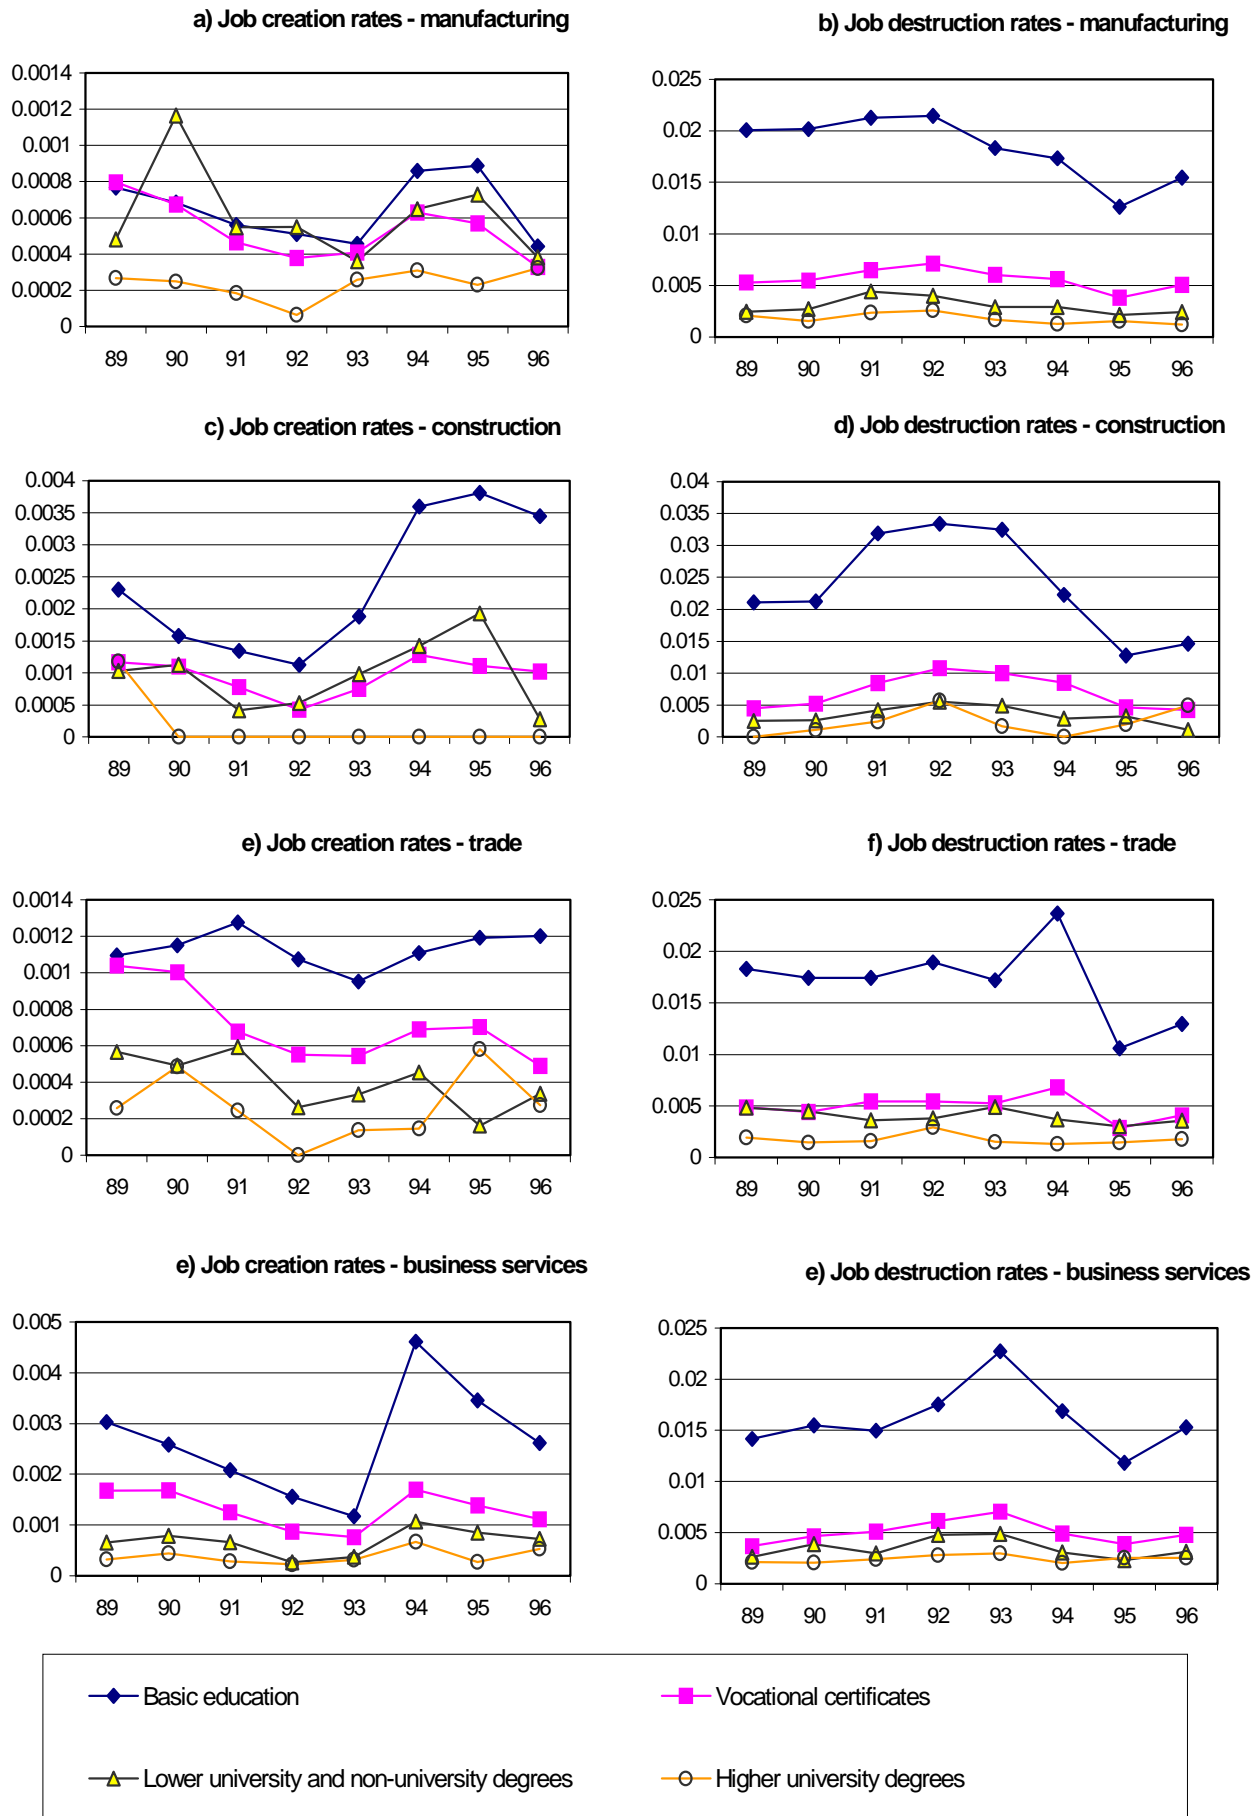 a) Job creation rates - manufacturing
0.0014
0.0012
0.001
0.0008
0.0006
0.0004
0.0002
0
89 90 91 92 93 94 95 96
b) Job destruction rates - manufacturing
0.025
0.02
0.015
0.01
0.005
0
89 90 91 92 93 94 95 96
c) Job creation rates - construction
0.004
0.0035
0.003
0.0025
0.002
0.0015
0.001
0.0005
0
89 90 91 92 93 94 95 96
d) Job destruction rates - construction
0.04
0.035
0.03
0.025
0.02
0.015
0.01
0.005
0
89 90 91 92 93 94 95 96
e) Job creation rates - trade
0.0014
0.0012
0.001
0.0008
0.0006
0.0004
0.0002
0
89 90 91 92 93 94 95 96
f) Job destruction rates - trade
0.025
0.02
0.015
0.01
0.005
0
89 90 91 92 93 94 95 96
e) Job creation rates - business services
0.005
0.004
0.003
0.002
0.001
0
89 90 91 92 93 94 95 96
e) Job destruction rates - business services
0.025
0.02
0.015
0.01
0.005
0
89 90 91 92 93 94 95 96
Basic education
Vocational certificates
Lower university and non-university degrees
Higher university degrees